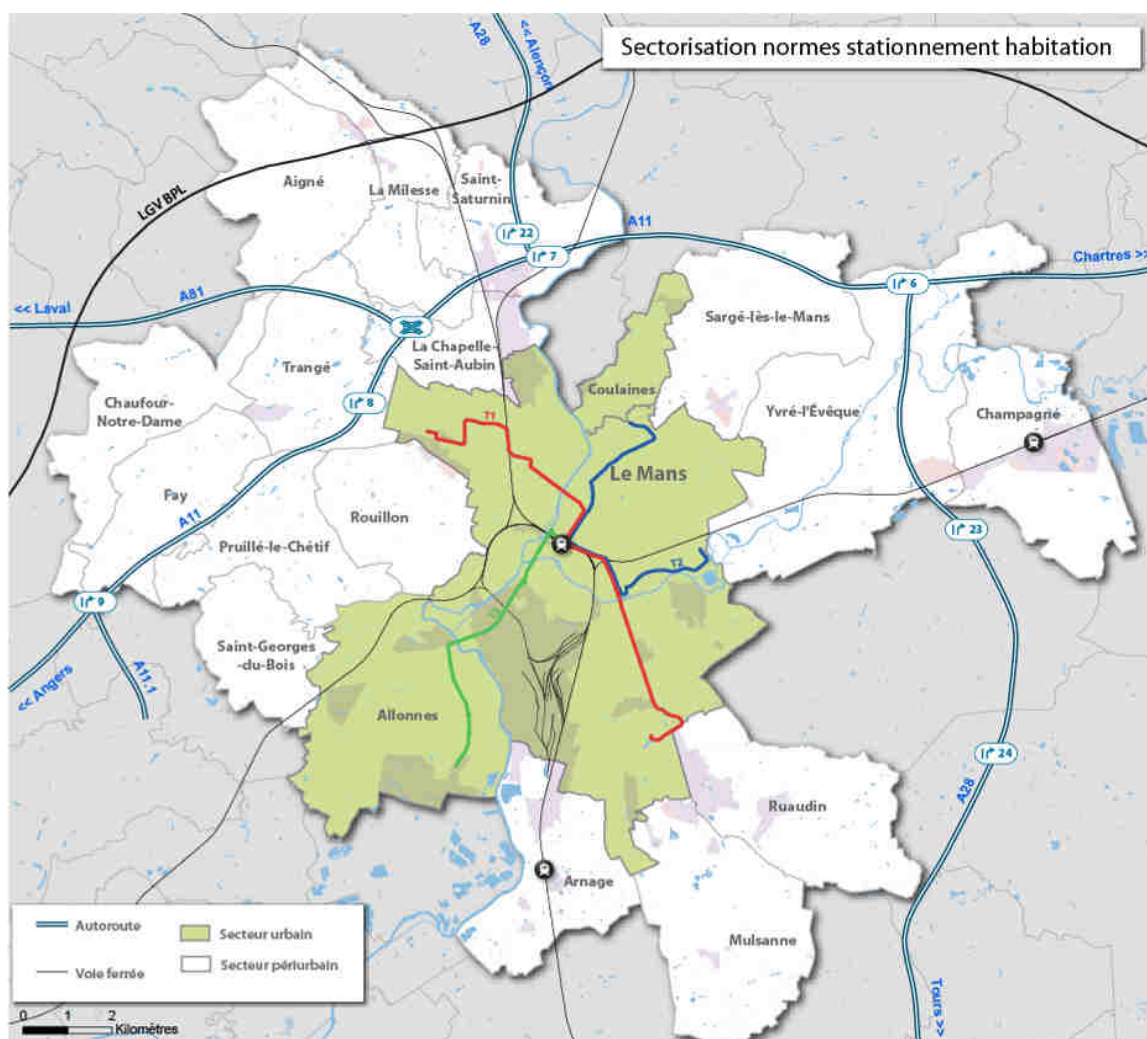 Sectorisation normes stationnement habitation
A28
<< Alençon
LGV BPL
Aigné
La Milesse
Saint-
Saturnin
22
7
A11
Chartres >>
6
<< Laval
A81
La Chapelle-
Saint-Aubin
Sargé-lès-le-Mans
Trangé
8
Coulaines
Chaufour-
Notre-Dame
T1
Yvré-l'Évêque
Champagné
Le Mans
Fay
A11
Rouillon
Pruillé-le-Chétif
23
T2
9
T3
Saint-Georges
-du-Bois
A11.1
<< Angers
Allonnes
24
A28
Ruaudin
Arnage
Mulsanne
Tours >>
Autoroute
Secteur urbain
Voie ferrée
Secteur périurbain
0 1 2
Kilomètres